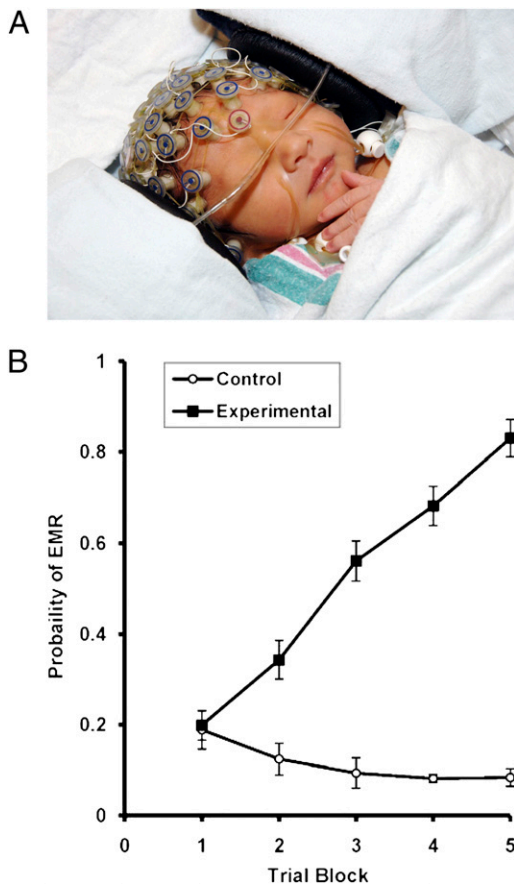 A
B
1
Control
Experimental
0.8
0.6
0.4
0.2
0
0 1 2 3 4 5
Probaility of EMR
Trial Block